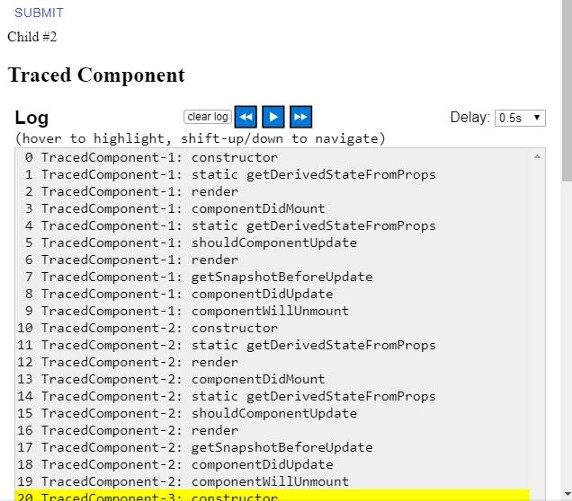 SUBMIT
Child #2
Traced Component
Log clear log Delay: 0.5s
(hover to highlight, shift-up/down to navigate)
0 TracedComponent-1: constructor
1 TracedComponent-1: static getDerivedStateFromProps
2 TracedComponent-1: render
3 TracedComponent-1: componentDidMount
4 TracedComponent-1: static getDerivedStateFromProps
5 TracedComponent-1: shouldComponentUpdate
6 TracedComponent-1: render
7 TracedComponent-1: getSnapshotBeforeUpdate
8 TracedComponent-1: componentDidUpdate
9 TracedComponent-1: componentWillUnmount
10 TracedComponent-2: constructor
11 TracedComponent-2: static getDerivedStateFromProps
12 TracedComponent-2: render
13 TracedComponent-2: componentDidMount
14 TracedComponent-2: static getDerivedStateFromProps
15 TracedComponent-2: shouldComponentUpdate
16 TracedComponent-2: render
17 TracedComponent-2: getSnapshotBeforeUpdate
18 TracedComponent-2: componentDidUpdate
19 TracedComponent-2: componentWillUnmount
20 TracedComponent-3: constructor